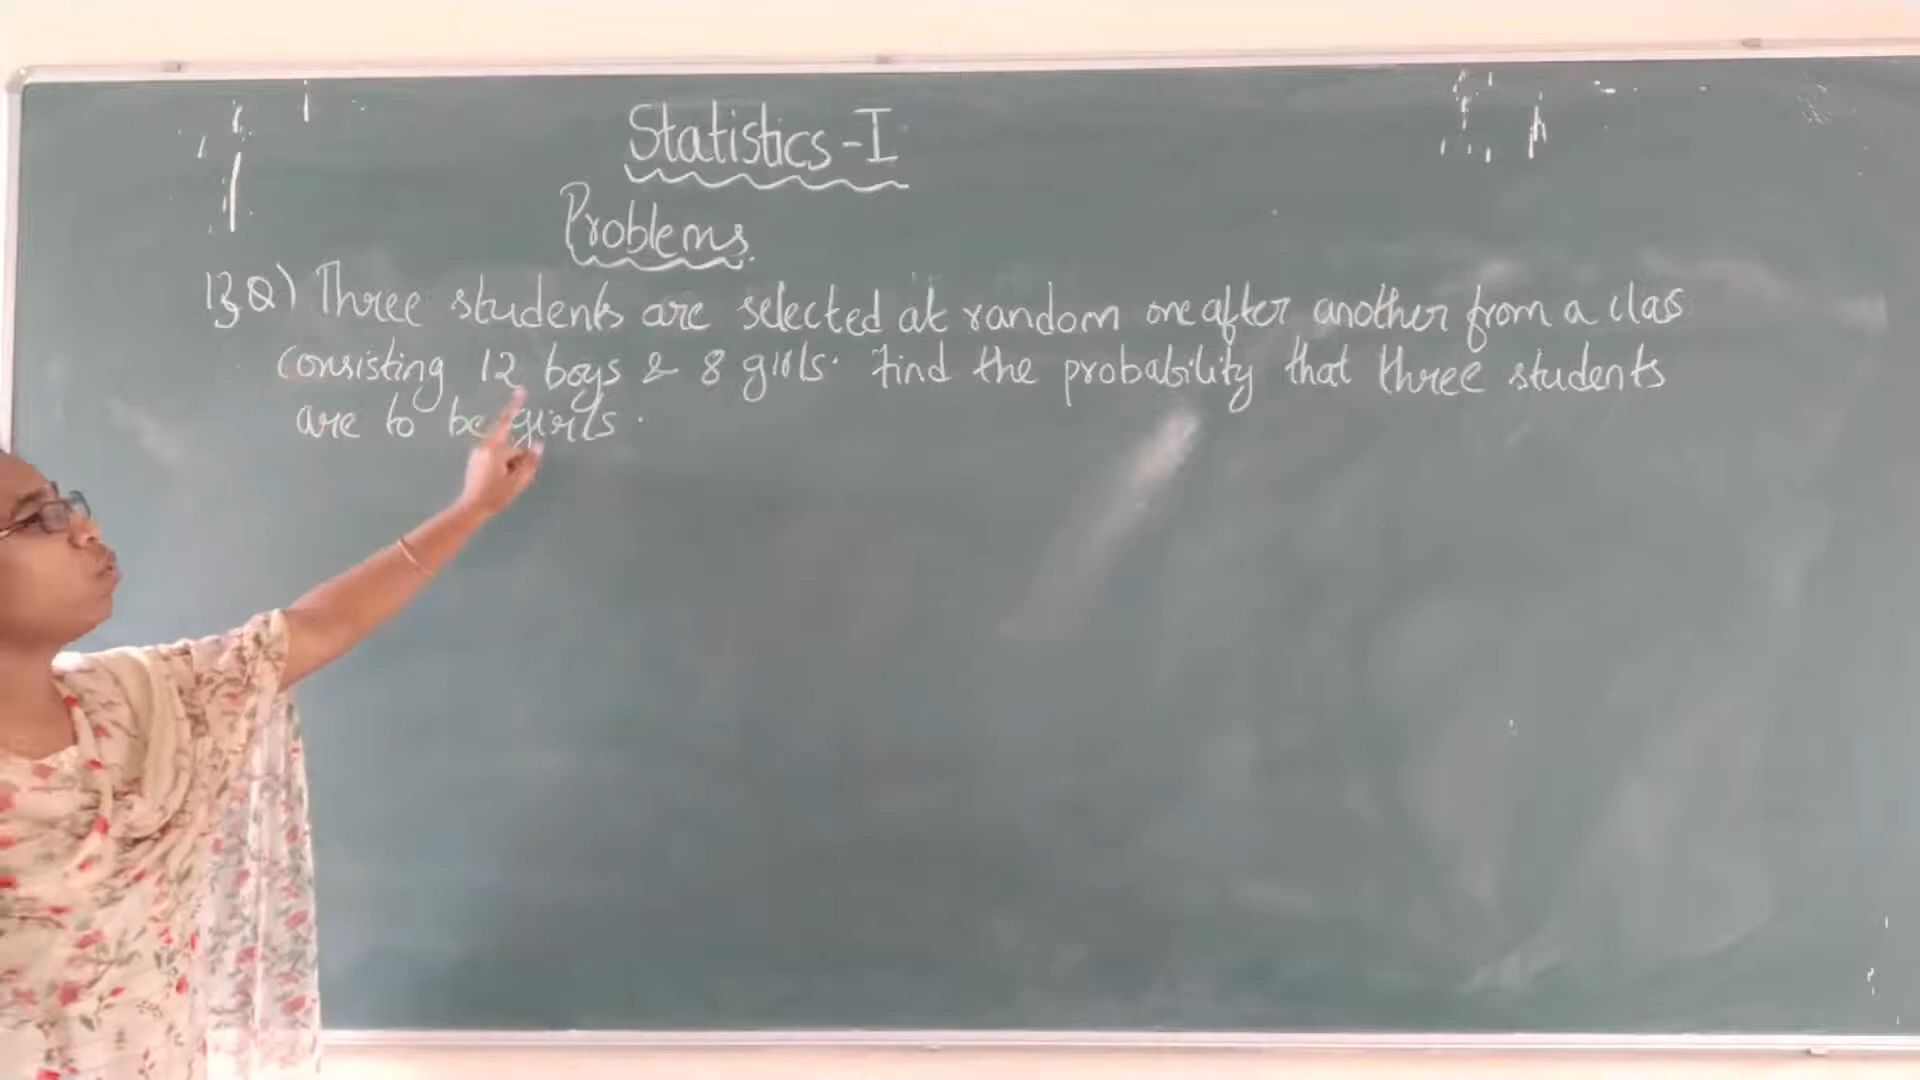 Statistics-I
Problems.
13Q) Three students are selected at random one after another from a class
consisting 12 boys & 8 girls. find the probability that three students
are to be girls.